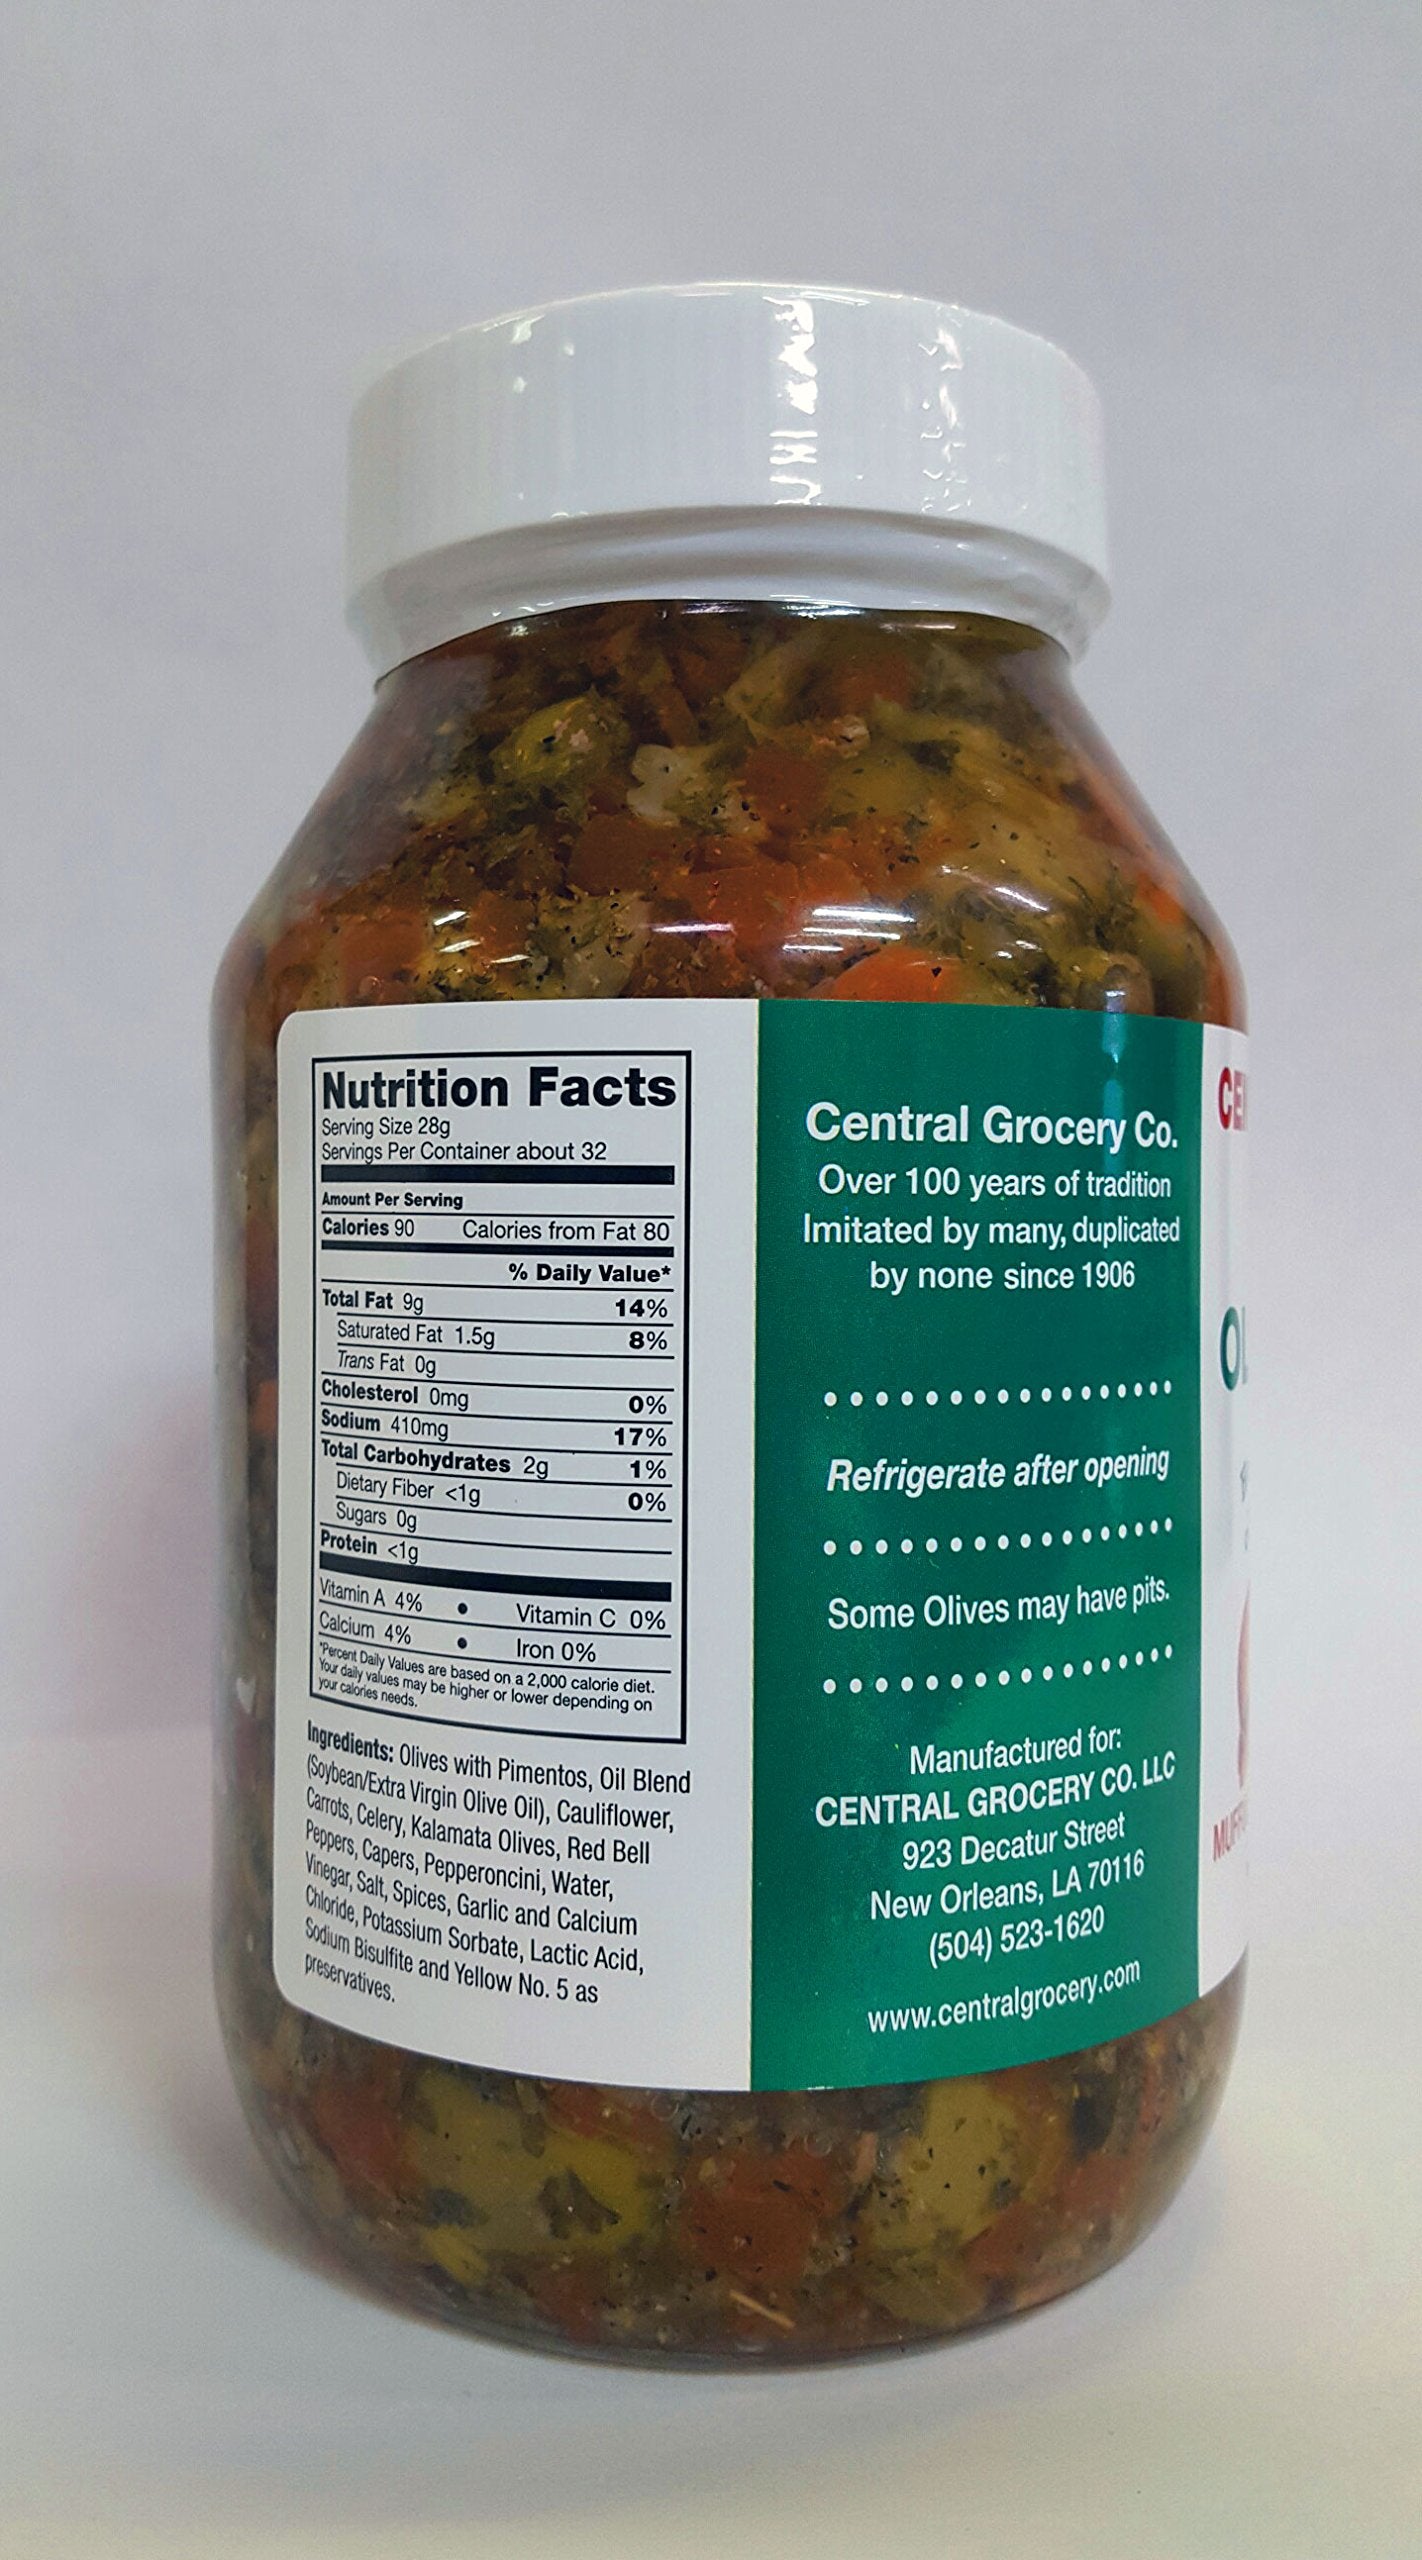 Nutrition Facts
Serving Size 28g
Servings Per Container about 32
Amount Per Serving
Calories 90 Calories from Fat 80
% Daily Value*
Total Fat 9g 14%
Saturated Fat 1.5g 8%
Trans Fat 0g
Cholesterol 0mg 0%
Sodium 410mg 17%
Total Carbohydrates 2g 1%
Dietary Fiber <1g 0%
Sugars 0g
Protein <1g
Vitamin A 4% • Vitamin C 0%
Calcium 4% • Iron 0%
*Percent Daily Values are based on a 2,000 calorie diet.
Your daily values may be higher or lower depending on
your calories needs.
Ingredients: Olives with Pimentos, Oil Blend
(Soybean/Extra Virgin Olive Oil), Cauliflower,
Carrots, Celery, Kalamata Olives, Red Bell
Peppers, Capers, Pepperoncini, Water,
Vinegar, Salt, Spices, Garlic and Calcium
Chloride, Potassium Sorbate, Lactic Acid,
Sodium Bisulfite and Yellow No. 5 as
preservatives.
Central Grocery Co.
Over 100 years of tradition
Imitated by many, duplicated
by none since 1906
Refrigerate after opening
Some Olives may have pits.
Manufactured for:
CENTRAL GROCERY CO. LLC
923 Decatur Street
New Orleans, LA 70116
(504) 523-1620
www.centralgrocery.com